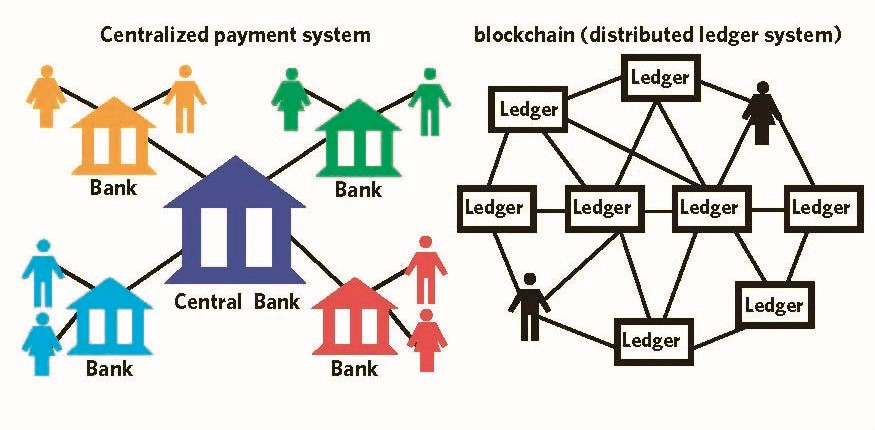 Centralized payment system
Bank
Bank
Central Bank
Bank
Bank
blockchain (distributed ledger system)
Ledger
Ledger
Ledger
Ledger
Ledger
Ledger
Ledger
Ledger